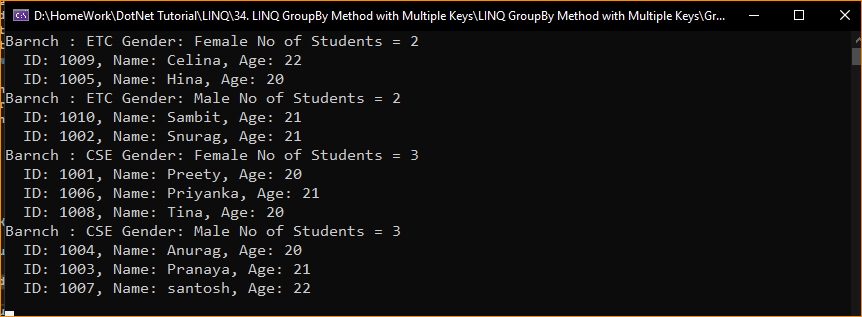 D:\HomeWork\DotNet Tutorial\LINQ\34. LINQ GroupBy Method with Multiple Keys\LINQ GroupBy Method with Multiple Keys\Gr...
Barnch : ETC Gender: Female No of Students = 2
  ID: 1009, Name: Celina, Age: 22
  ID: 1005, Name: Hina, Age: 20
Barnch : ETC Gender: Male No of Students = 2
  ID: 1010, Name: Sambit, Age: 21
  ID: 1002, Name: Snurag, Age: 21
Barnch : CSE Gender: Female No of Students = 3
  ID: 1001, Name: Preety, Age: 20
  ID: 1006, Name: Priyanka, Age: 21
  ID: 1008, Name: Tina, Age: 20
Barnch : CSE Gender: Male No of Students = 3
  ID: 1004, Name: Anurag, Age: 20
  ID: 1003, Name: Pranaya, Age: 21
  ID: 1007, Name: santosh, Age: 22